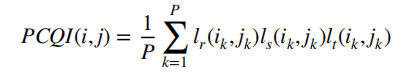 PCQI(i,j) = \frac{1}{P} \sum_{k=1}^{P} l_r(i_k,j_k) l_s(i_k,j_k) l_t(i_k,j_k)